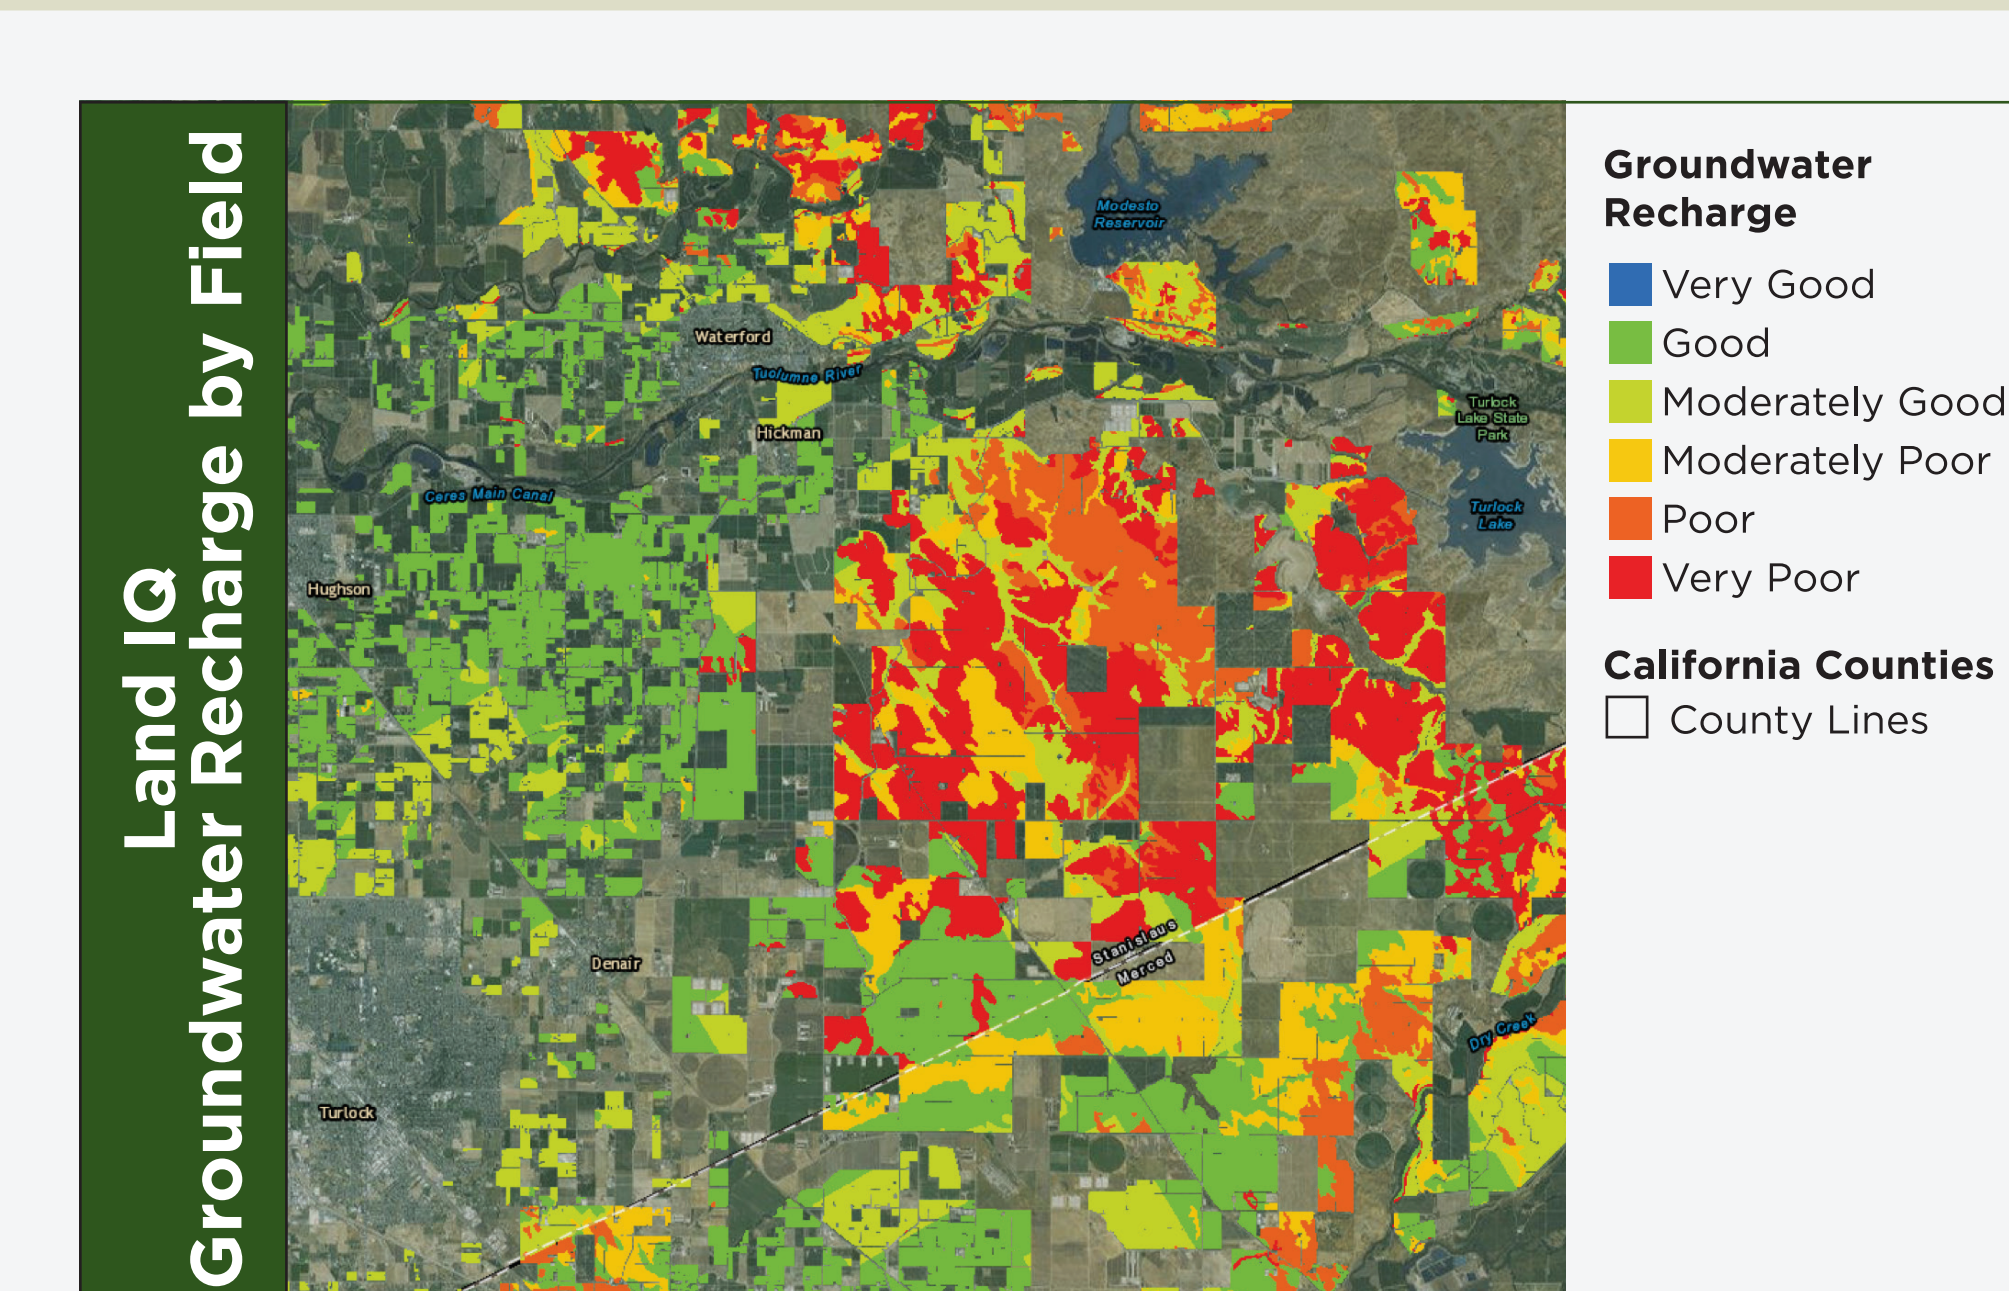 Land IQ
Groundwater Recharge by Field
Modesto
Reservoir
Waterford
Tuolumne River
Hickman
Turlock
Lake State
Park
Ceres Main Canal
Turlock
Lake
Hughson
Stanislaus
Merced
Denair
Dry Creek
Turlock
Groundwater
Recharge
Very Good
Good
Moderately Good
Moderately Poor
Poor
Very Poor
California Counties
County Lines